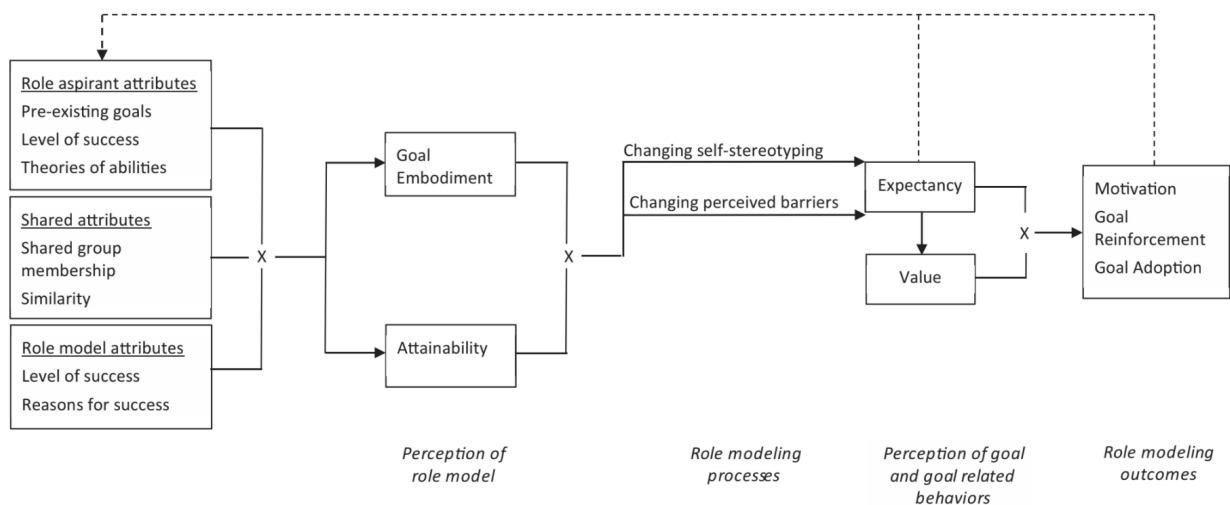 Role aspirant attributes
Pre-existing goals
Level of success
Theories of abilities
Shared attributes
Shared group
membership
Similarity
Role model attributes
Level of success
Reasons for success
X
Goal
Embodiment
Attainability
X
Changing self-stereotyping
Changing perceived barriers
Expectancy
Value
X
Motivation
Goal
Reinforcement
Goal Adoption
Perception of
role model
Role modeling
processes
Perception of goal
and goal related
behaviors
Role modeling
outcomes